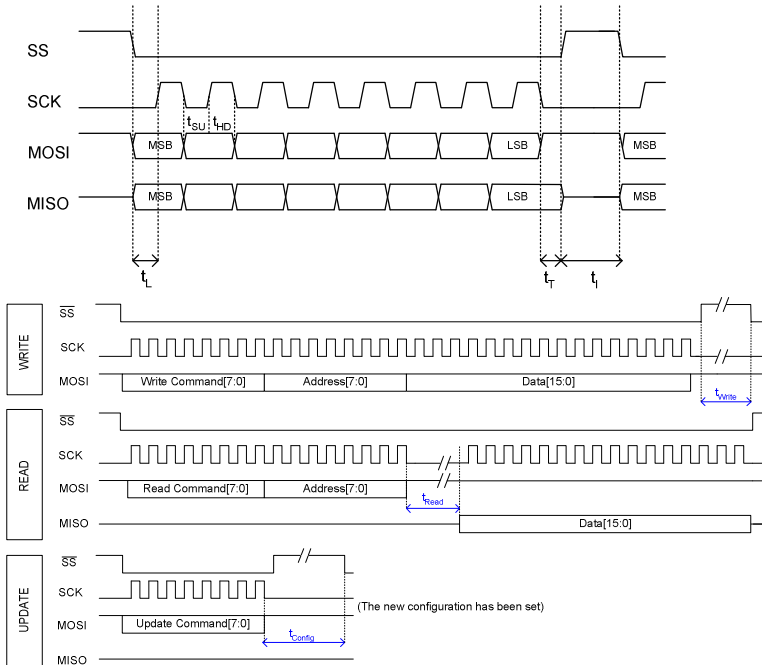 SS
SCK
tSU tHD
MOSI MSB LSB MSB
MISO MSB LSB MSB
tL tT tI
WRITE
SS
SCK
MOSI Write Command[7:0] Address[7:0] Data[15:0]
tWrite
READ
SS
SCK
MOSI Read Command[7:0] Address[7:0]
tRead
MISO Data[15:0]
UPDATE
SS
SCK
(The new configuration has been set)
MOSI Update Command[7:0]
tConfig
MISO